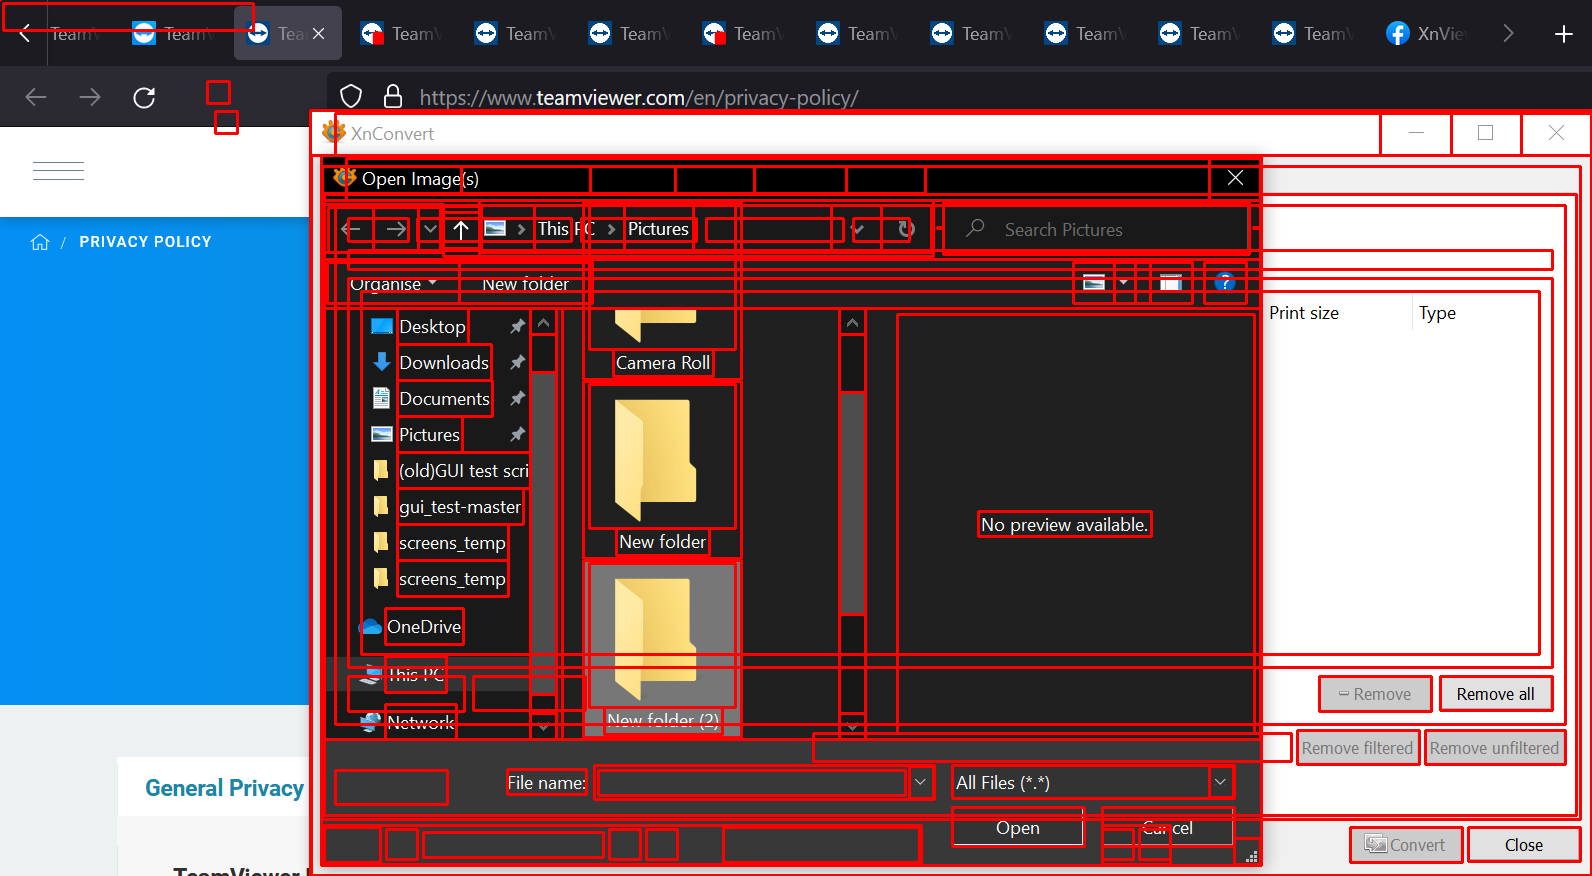 TeamV
TeamV
Tea
TeamV
TeamV
TeamV
TeamV
TeamV
TeamV
TeamV
TeamV
TeamV
XnVie
https://www.teamviewer.com/en/privacy-policy/
XnConvert
Open Image(s)
/ PRIVACY POLICY
This PC
Pictures
Search Pictures
Organise
New folder
Print size
Type
Desktop
Downloads
Documents
Pictures
(old)GUI test scri
gui_test-master
screens_temp
screens_temp
OneDrive
This PC
Network
Camera Roll
New folder
New folder (2)
No preview available.
Remove
Remove all
Remove filtered
Remove unfiltered
File name:
All Files (*.*)
Open
Cancel
Convert
Close
General Privacy
TeamViewer